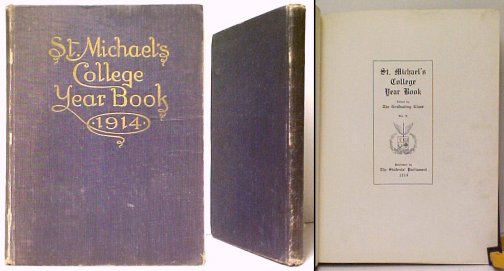 St. Michael's
College
Year Book
1914
St. Michael's
College
Year Book
Edited by
The Graduating Class
Published by
The Students' Parliament